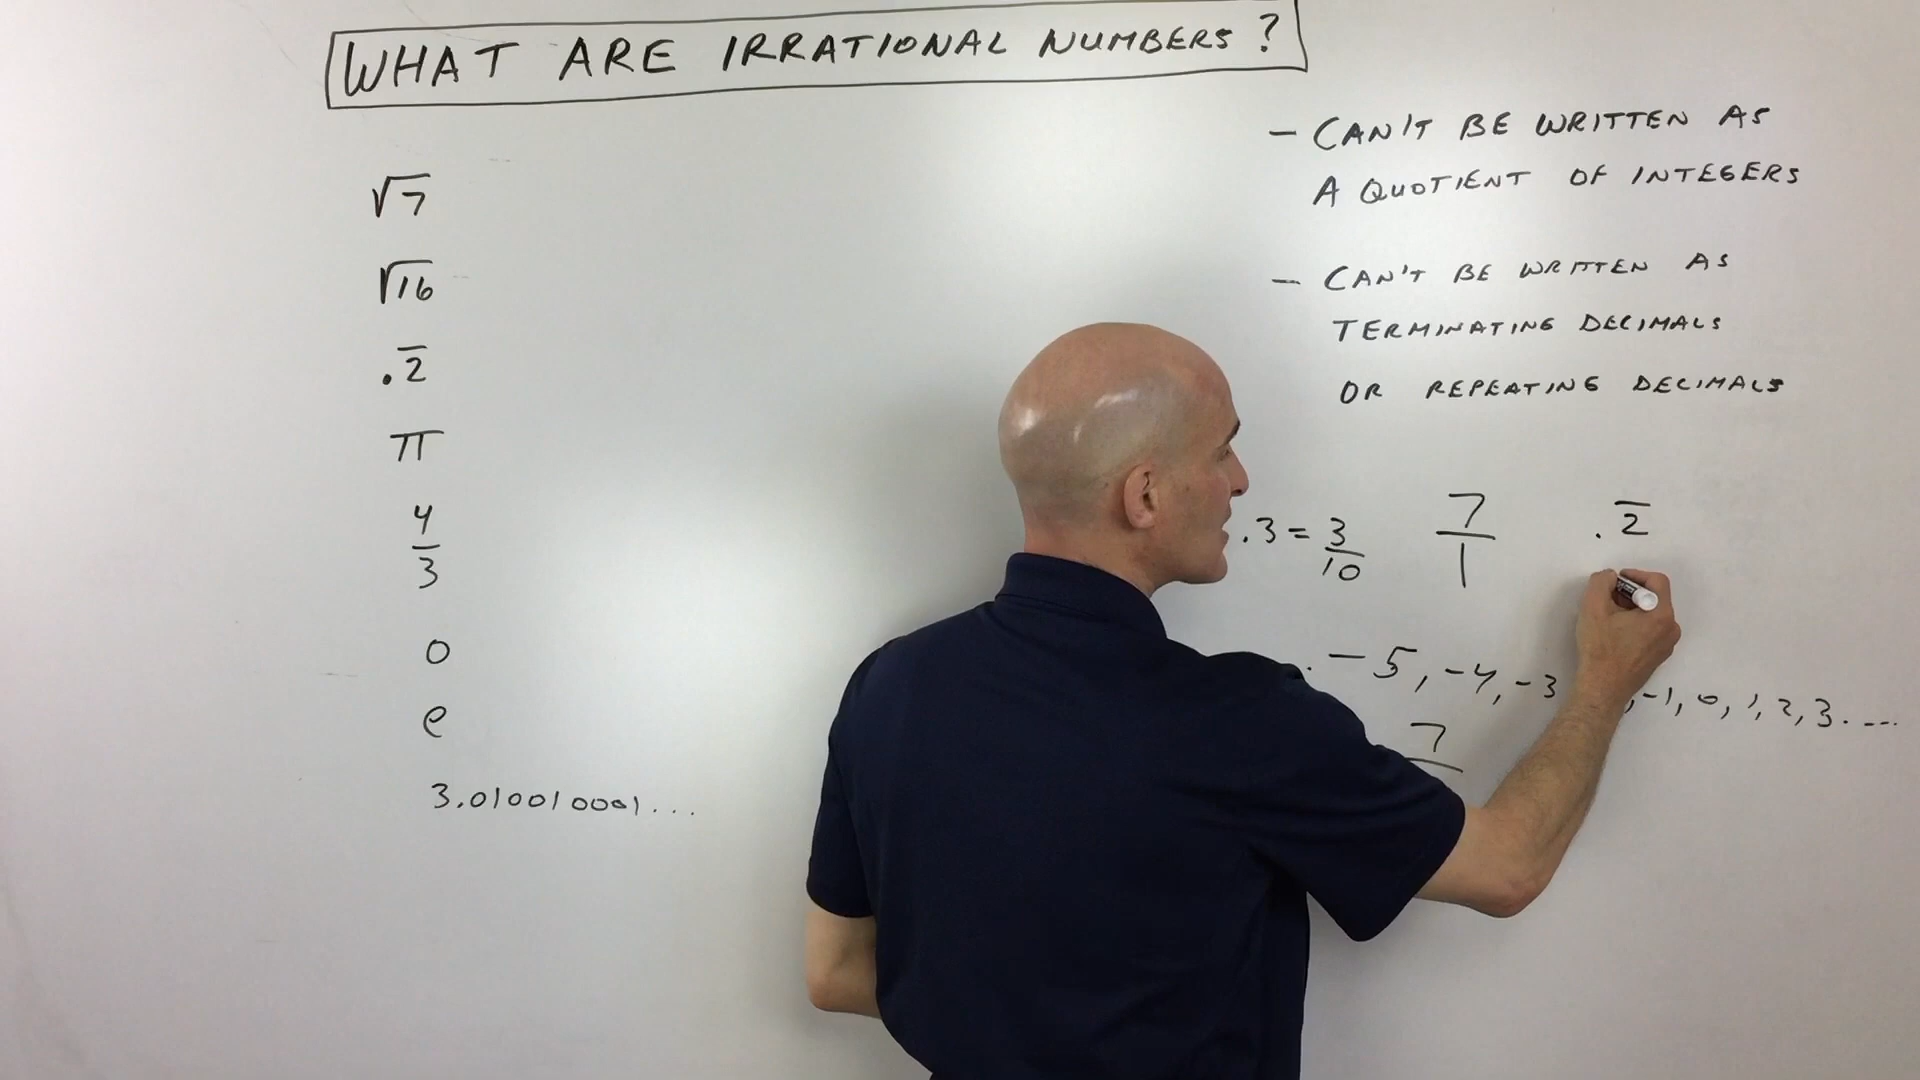 WHAT ARE IRRATIONAL NUMBERS?
√7
√16
.2̅
π
4/3
0
e
3.010010001...
- CAN'T BE WRITTEN AS
A QUOTIENT OF INTEGERS
- CAN'T BE WRITTEN AS
TERMINATING DECIMALS
OR REPEATING DECIMALS
.3 = 3/10 7/1 .2̅
-5, -4, -3 , -1, 0, 1, 2, 3. ...
7